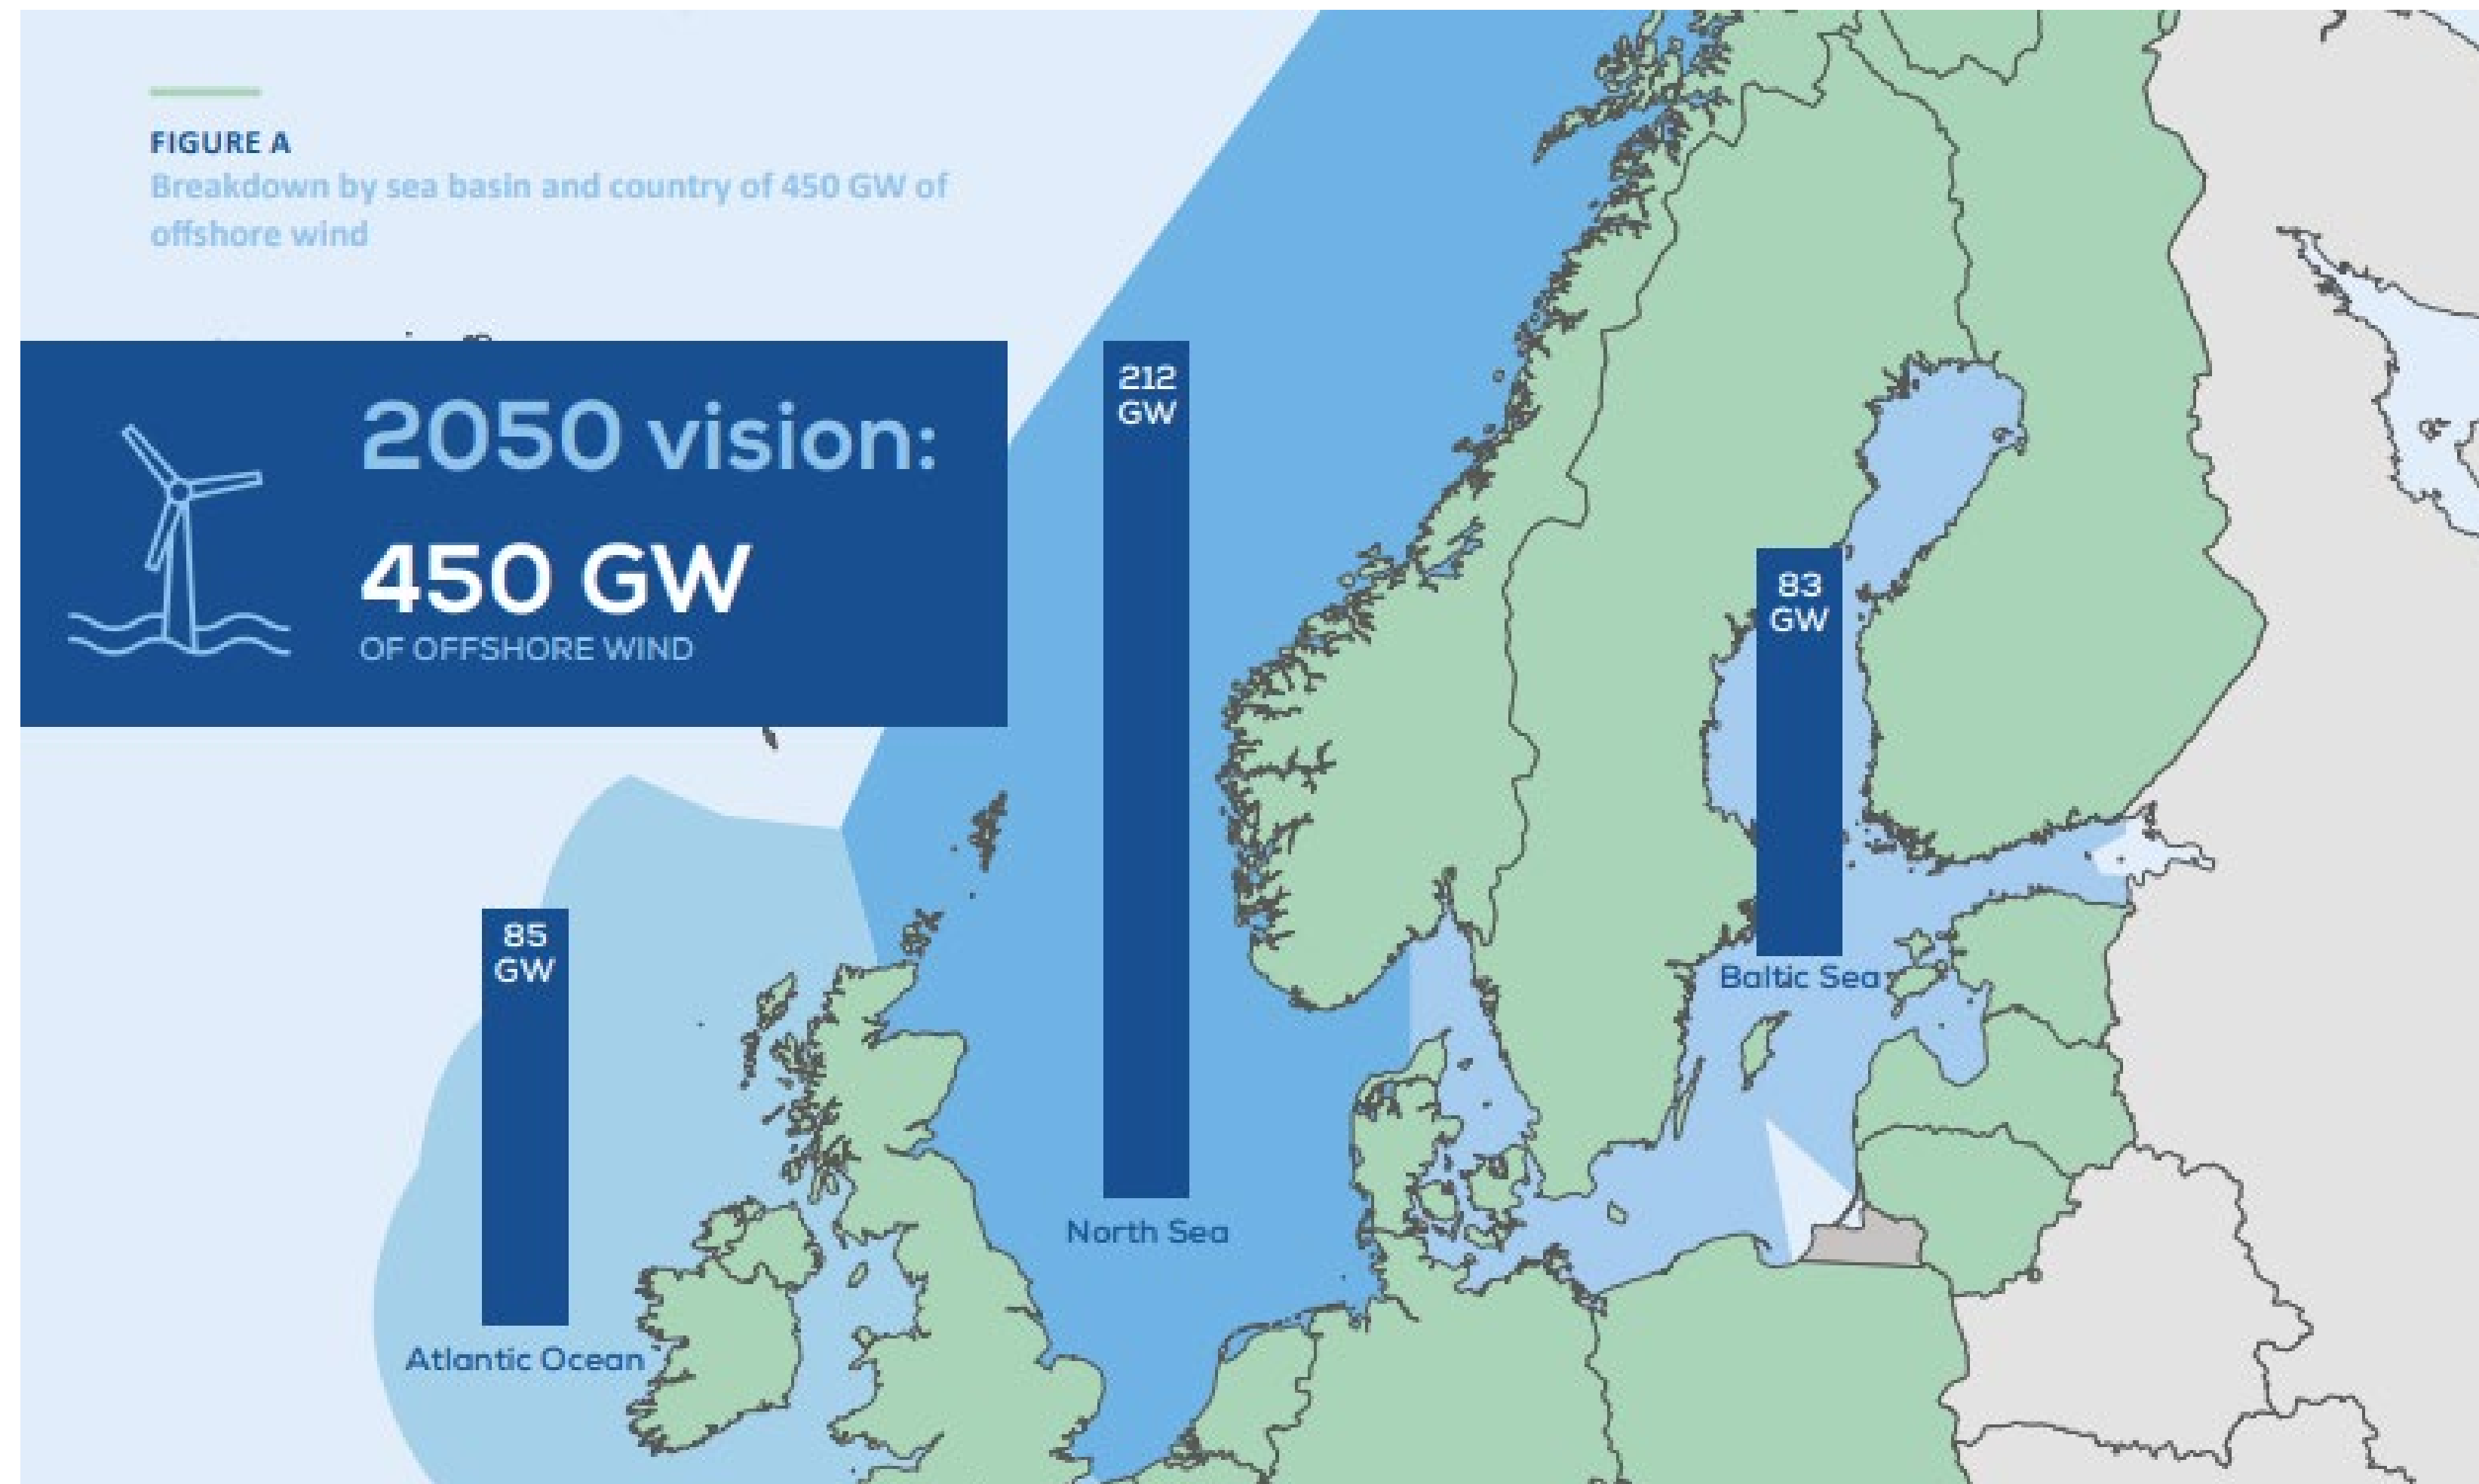 FIGURE A
Breakdown by sea basin and country of 450 GW of
offshore wind
2050 vision:
450 GW
OF OFFSHORE WIND
212
GW
83
GW
85
GW
Baltic Sea
North Sea
Atlantic Ocean